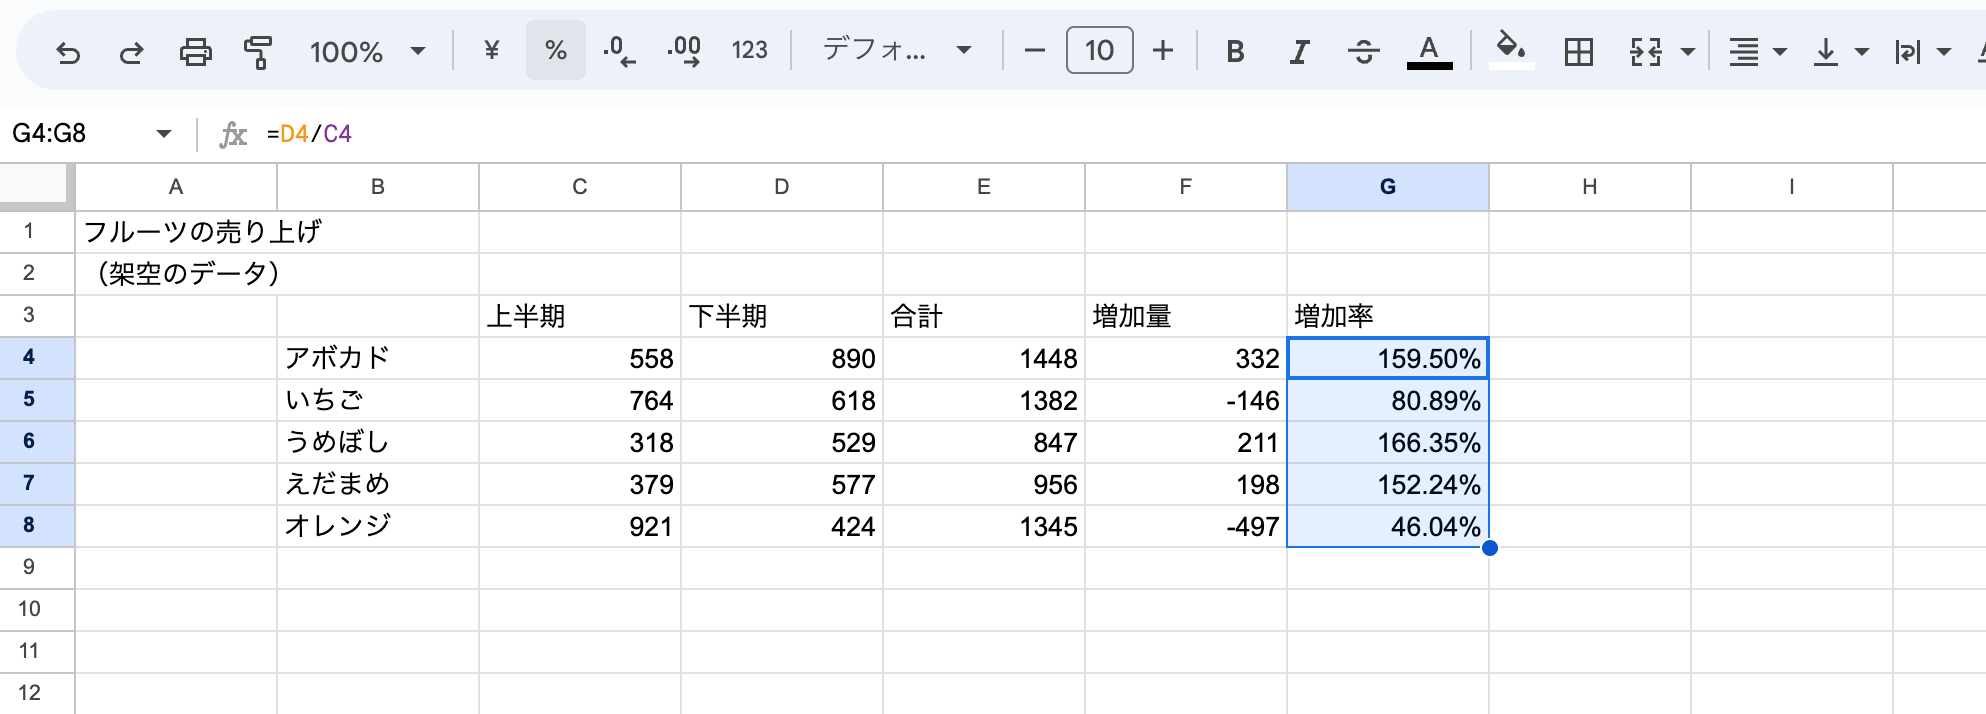 100% ¥ % .0 .00 123 デフォ... 10 B I A
G4:G8 fx =D4/C4
A B C D E F G H I
1 フルーツの売り上げ
2 （架空のデータ）
3 上半期 下半期 合計 増加量 増加率
4 アボカド 558 890 1448 332 159.50%
5 いちご 764 618 1382 -146 80.89%
6 うめぼし 318 529 847 211 166.35%
7 えだまめ 379 577 956 198 152.24%
8 オレンジ 921 424 1345 -497 46.04%
9
10
11
12